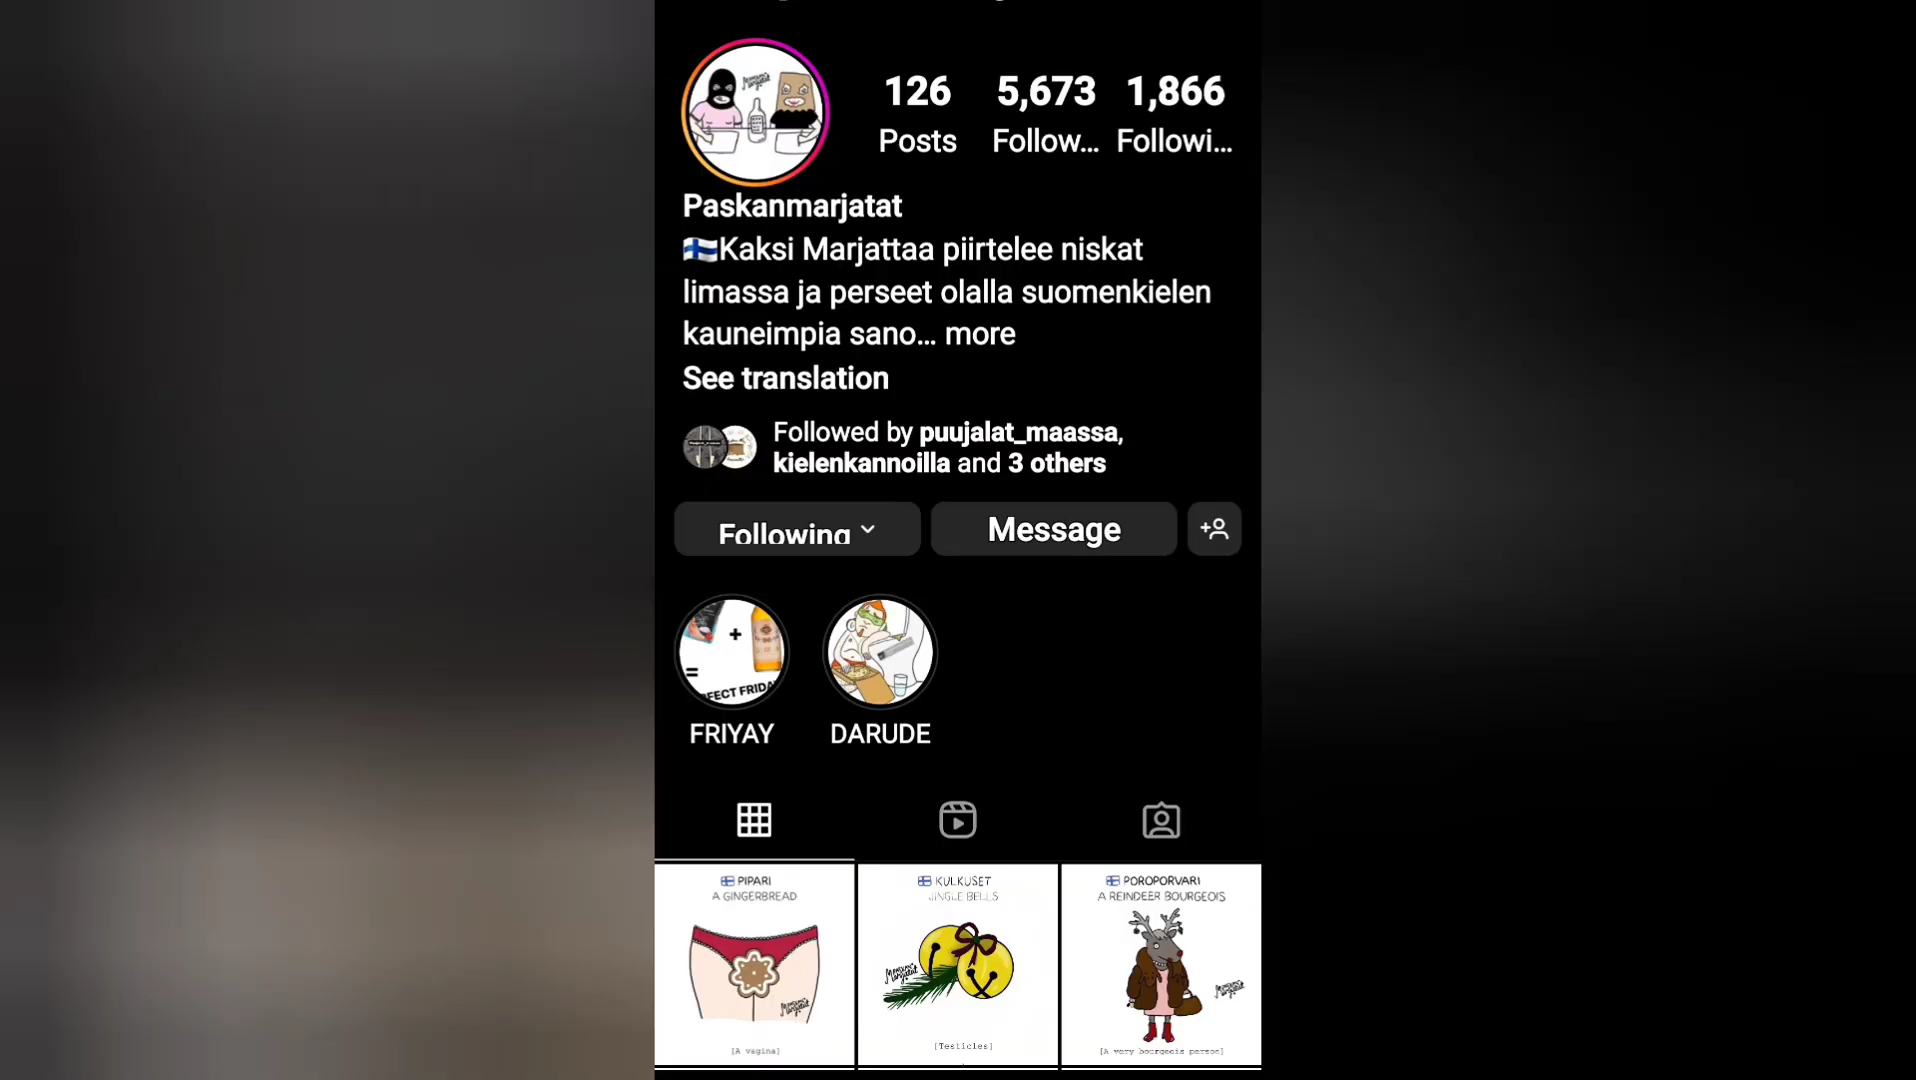 126 5,673 1,866
Posts Follow... Followi...
Paskanmarjatat
🇫🇮Kaksi Marjattaa piirtelee niskat
limassa ja perseet olalla suomenkielen
kauneimpia sano... more
See translation
Followed by puujalat_maassa,
kielenkannoilla and 3 others
Following Message
+
=
FECT FRIDA
FRIYAY DARUDE
PIPARI
A GINGERBREAD
[A vagina]
KULKUSET
JINGLE BELLS
[Testicles]
POROPORVARI
A REINDEER BOURGEOIS
[A very bourgeois person]